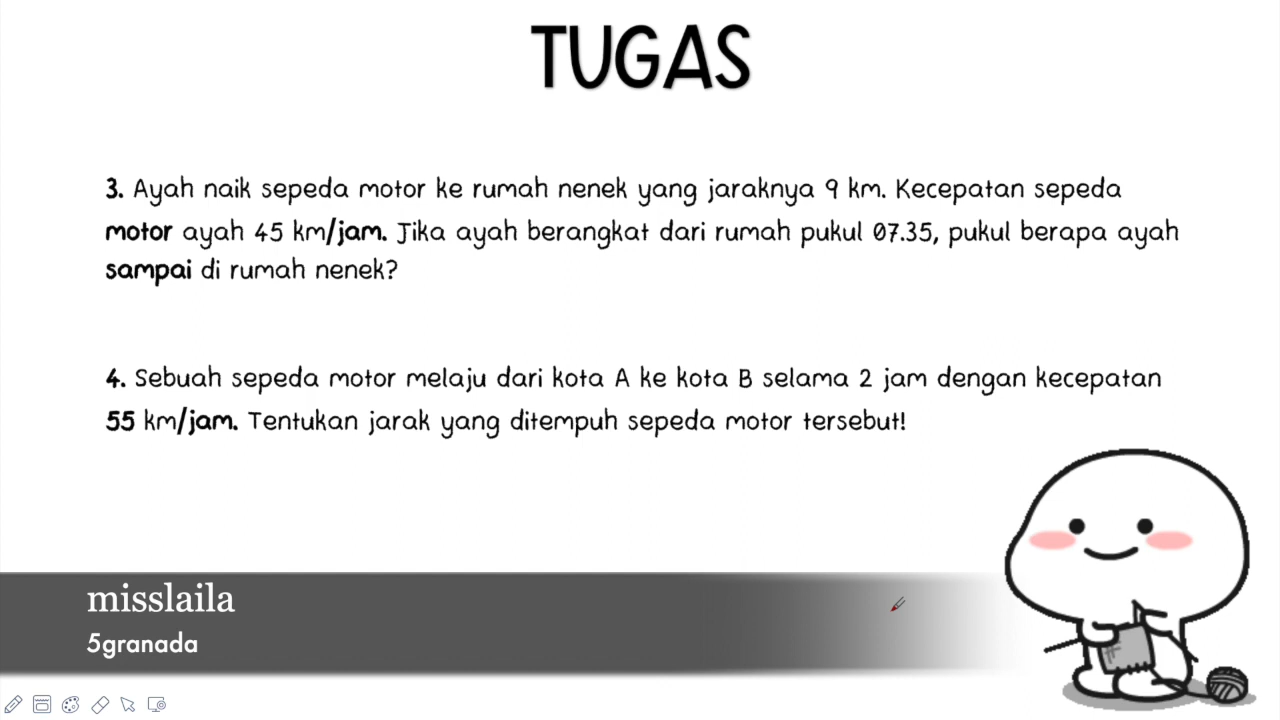 TUGAS
3. Ayah naik sepeda motor ke rumah nenek yang jaraknya 9 km. Kecepatan sepeda
motor ayah 45 km/jam. Jika ayah berangkat dari rumah pukul 07.35, pukul berapa ayah
sampai di rumah nenek?
4. Sebuah sepeda motor melaju dari kota A ke kota B selama 2 jam dengan kecepatan
55 km/jam. Tentukan jarak yang ditempuh sepeda motor tersebut!
misslaila
5granada